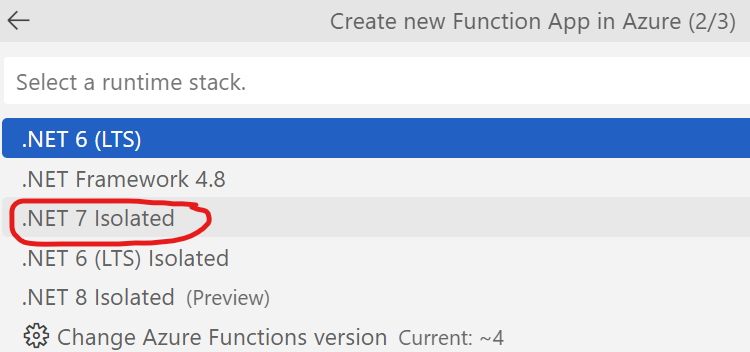 Create new Function App in Azure (2/3)
Select a runtime stack.
.NET 6 (LTS)
.NET Framework 4.8
.NET 7 Isolated
.NET 6 (LTS) Isolated
.NET 8 Isolated (Preview)
Change Azure Functions version Current: ~4